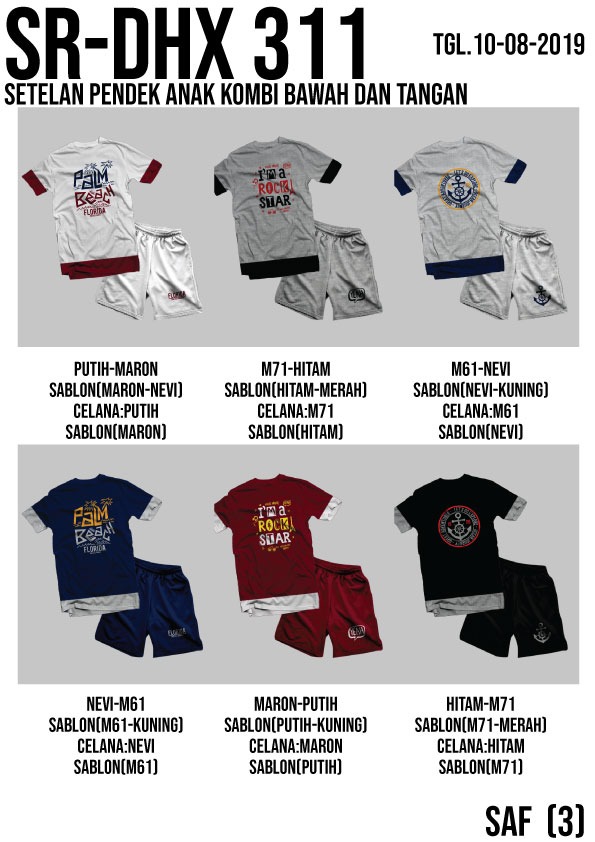 SR-DHX 311
TGL.10-08-2019
SETELAN PENDEK ANAK KOMBI BAWAH DAN TANGAN
PALM
BEACH
FLORIDA
FLORIDA
I'm a
ROCK
STAR
PUTIH-MARON
SABLON(MARON-NEVI)
CELANA:PUTIH
SABLON(MARON)
M71-HITAM
SABLON(HITAM-MERAH)
CELANA:M71
SABLON(HITAM)
M61-NEVI
SABLON(NEVI-KUNING)
CELANA:M61
SABLON(NEVI)
PALM
BEACH
FLORIDA
FLORIDA
I'm a
ROCK
STAR
NEVI-M61
SABLON(M61-KUNING)
CELANA:NEVI
SABLON(M61)
MARON-PUTIH
SABLON(PUTIH-KUNING)
CELANA:MARON
SABLON(PUTIH)
HITAM-M71
SABLON(M71-MERAH)
CELANA:HITAM
SABLON(M71)
SAF (3)